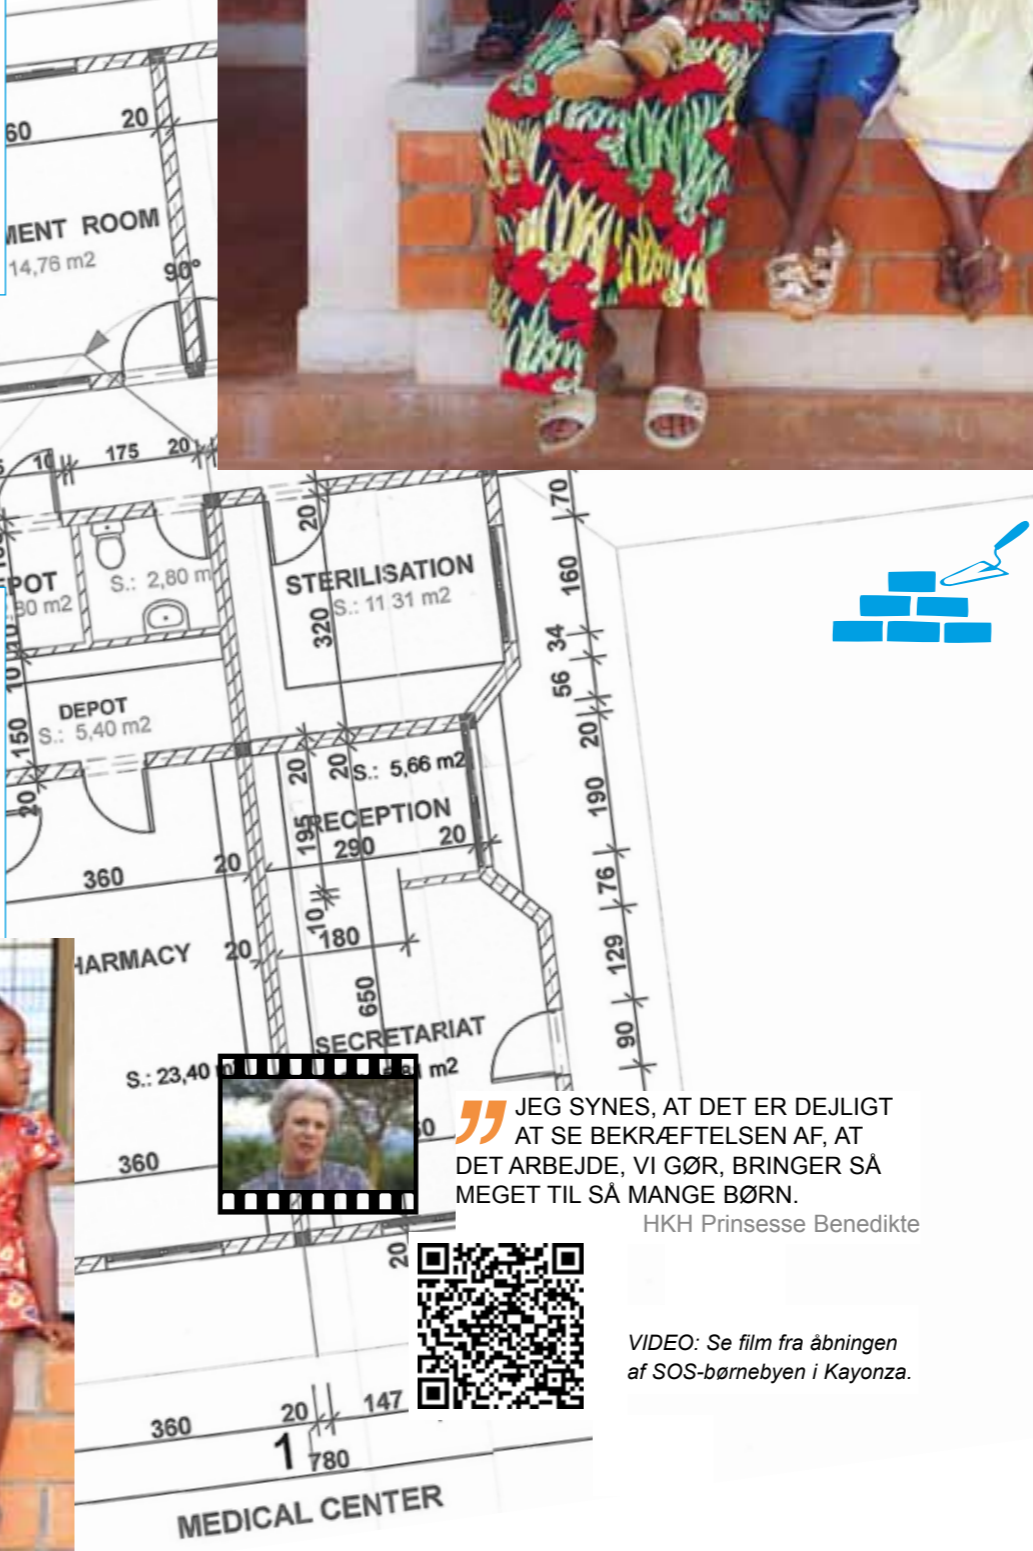 60
20
MENT ROOM
14,76 m2
90°
10
175
20
20
70
160
34
56
20
190
76
129
90
STERILISATION
S.: 11.31 m2
320
S.: 2,80 m
POT
80 m2
10
DEPOT
S.: 5,40 m2
150
20
20
20
S.: 5,66 m2
RECEPTION
195
290
20
360
20
10
180
HARMACY
20
650
SECRETARIAT
m2
S.: 23,40 m
360
20
JEG SYNES, AT DET ER DEJLIGT
AT SE BEKRÆFTELSEN AF, AT
DET ARBEJDE, VI GØR, BRINGER SÅ
MEGET TIL SÅ MANGE BØRN.
HKH Prinsesse Benedikte
VIDEO: Se film fra åbningen
af SOS-børnebyen i Kayonza.
360
20
147
1
780
MEDICAL CENTER